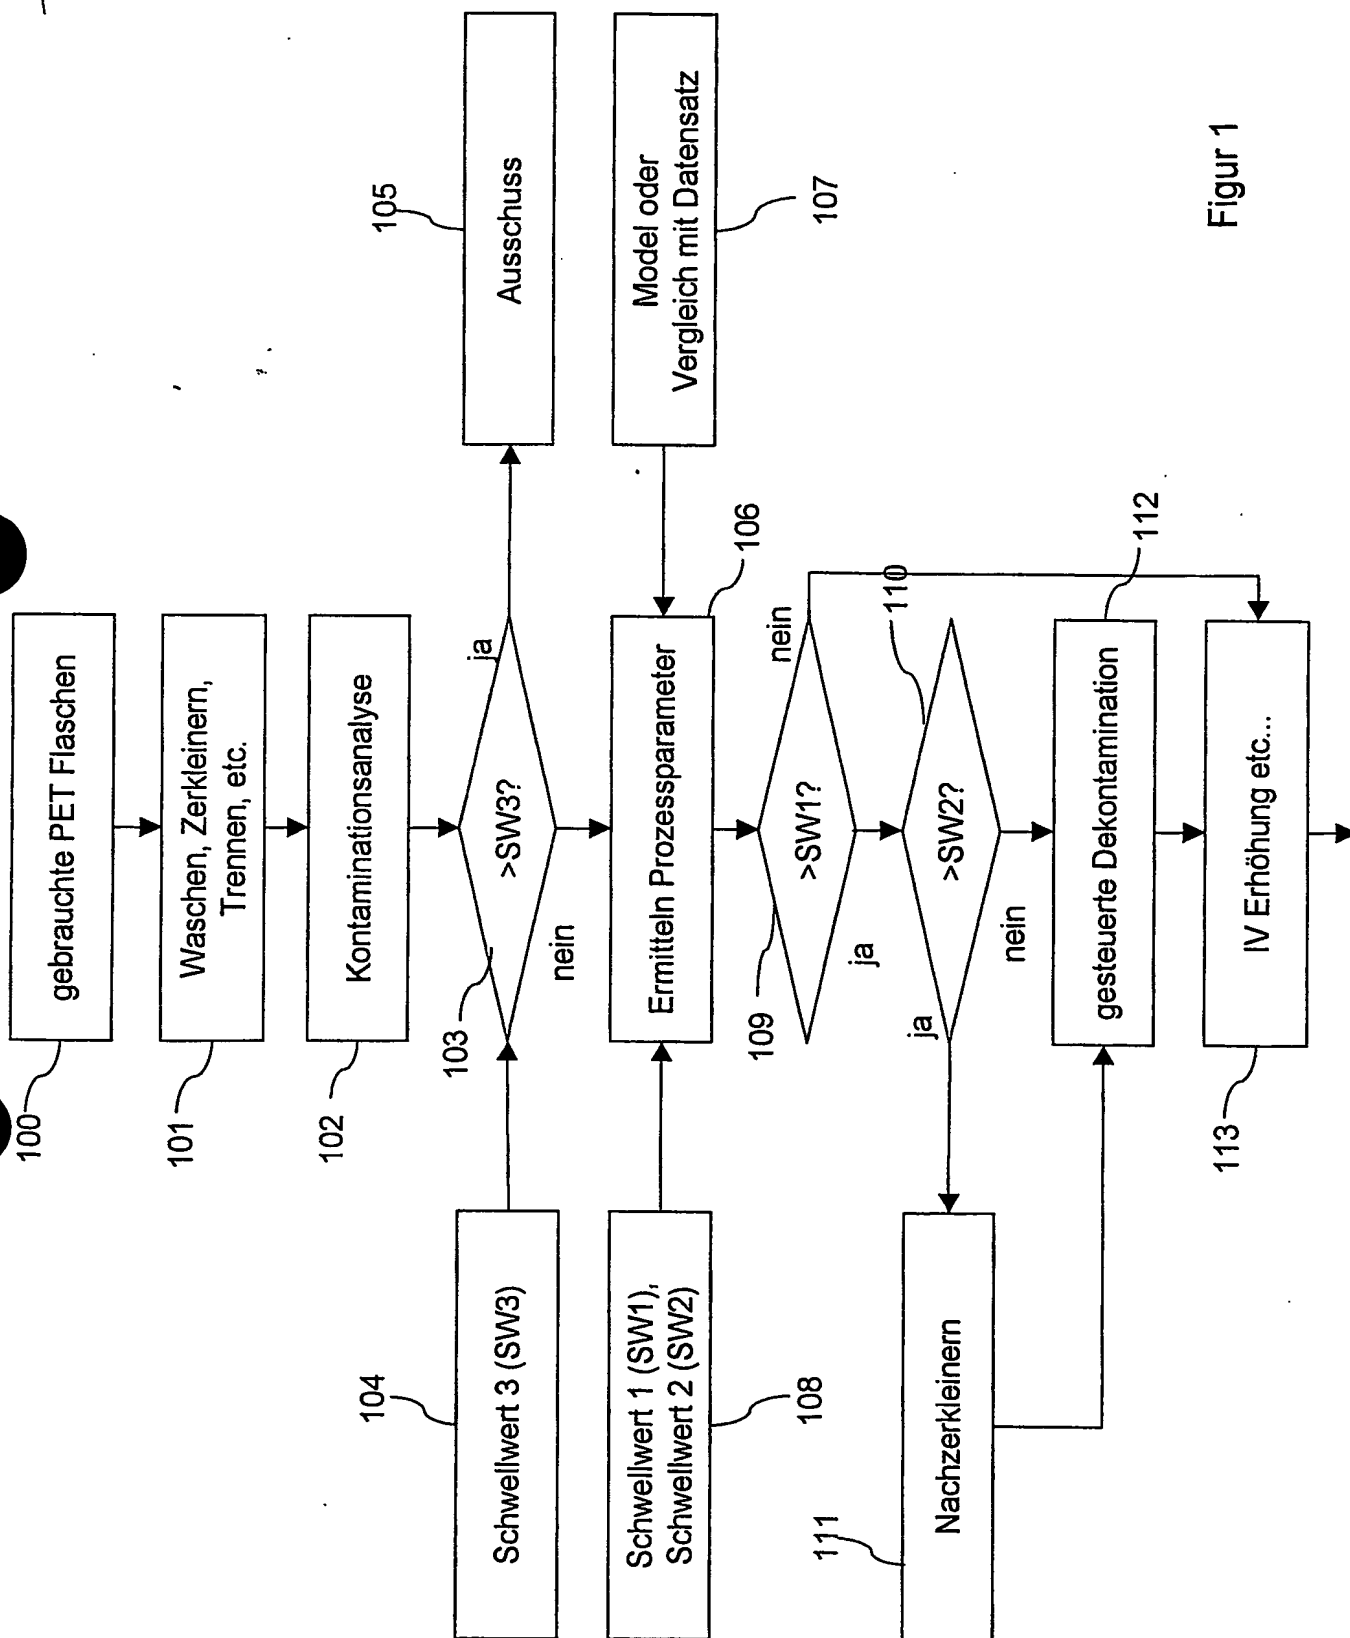 100
gebrauchte PET Flaschen
101
Waschen, Zerkleinern,
Trennen, etc.
102
Kontaminationsanalyse
104
Schwellwert 3 (SW3)
103
>SW3?
ja
nein
105
Ausschuss
108
Schwellwert 1 (SW1),
Schwellwert 2 (SW2)
Ermitteln Prozessparameter
106
Model oder
Vergleich mit Datensatz
107
109
>SW1?
nein
ja
110
>SW2?
ja
nein
111
Nachzerkleinern
gesteuerte Dekontamination
112
113
IV Erhöhung etc...
Figur 1